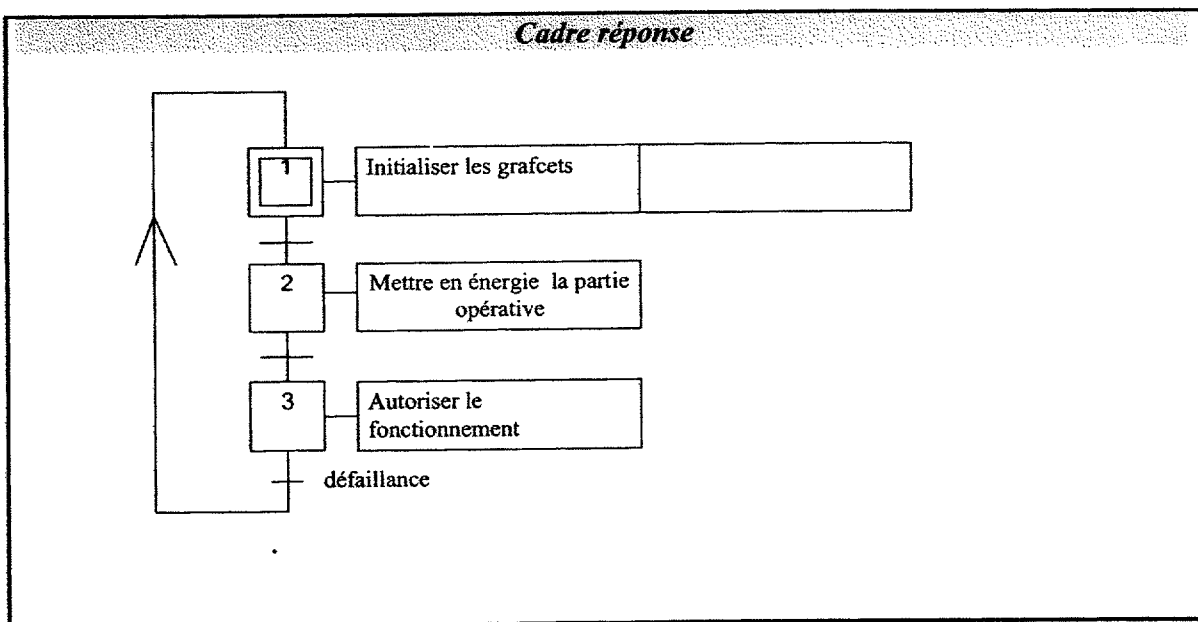 Cadre réponse
1
Initialiser les grafcets
2
Mettre en énergie la partie
opérative
3
Autoriser le
fonctionnement
défaillance